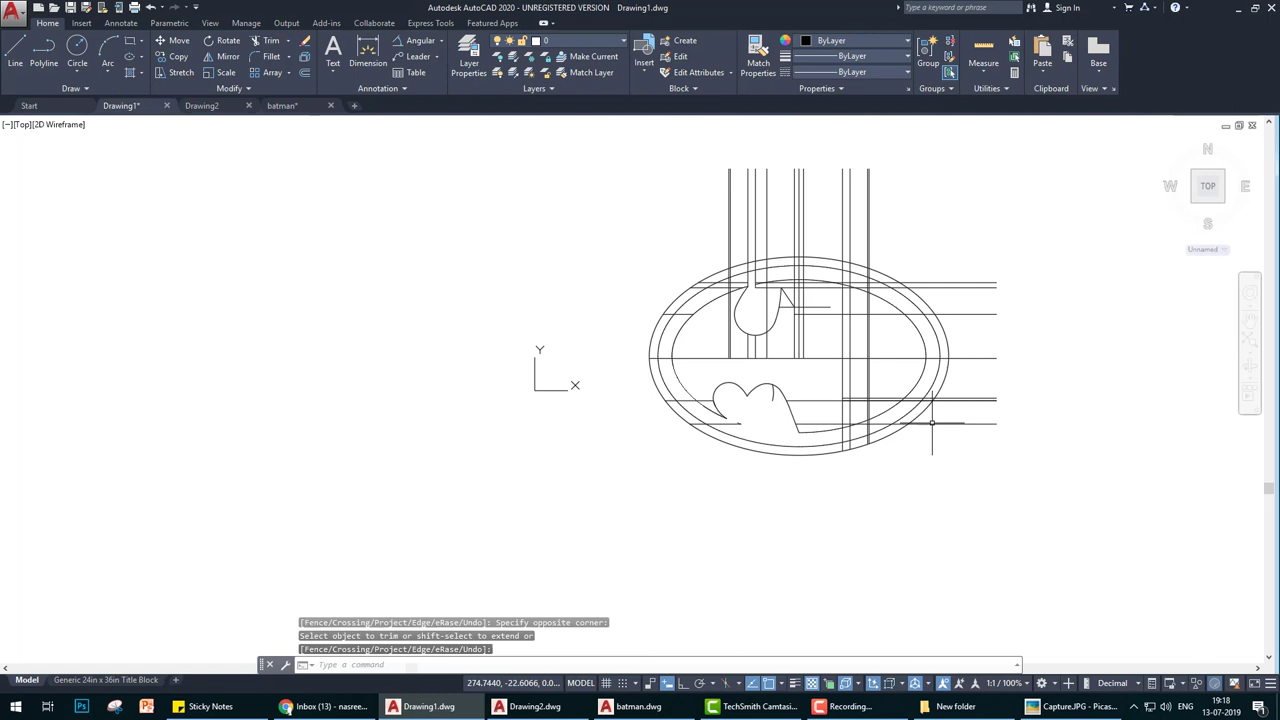 Autodesk AutoCAD 2020 - UNREGISTERED VERSION Drawing1.dwg
Type a keyword or phrase
Sign In
Home Insert Annotate Parametric View Manage Output Add-ins Collaborate Express Tools Featured Apps
Line Polyline Circle Arc
Move Rotate Trim
Copy Mirror Fillet
Stretch Scale Array
Text Dimension
Angular
Leader
Table
Layer Properties
0
Make Current
Match Layer
Insert
Create
Edit
Edit Attributes
Match Properties
ByLayer
ByLayer
ByLayer
Group Measure Paste Base
Draw Modify Annotation Layers Block Properties Groups Utilities Clipboard View
Start Drawing1* Drawing2 batman*
[−][Top][2D Wireframe]
N
W TOP E
S
Unnamed
Y
X
[Fence/Crossing/Project/Edge/eRase/Undo]: Specify opposite corner:
Select object to trim or shift-select to extend or
[Fence/Crossing/Project/Edge/eRase/Undo]:
Type a command
Model Generic 24in x 36in Title Block
274.7440, -22.6066, 0.0... MODEL 1:1 / 100% Decimal
Sticky Notes Inbox (13) - nasree... Drawing1.dwg Drawing2.dwg batman.dwg TechSmith Camtasi... Recording... New folder Capture.JPG - Picas...
ENG
19:18
13-07-2019
1